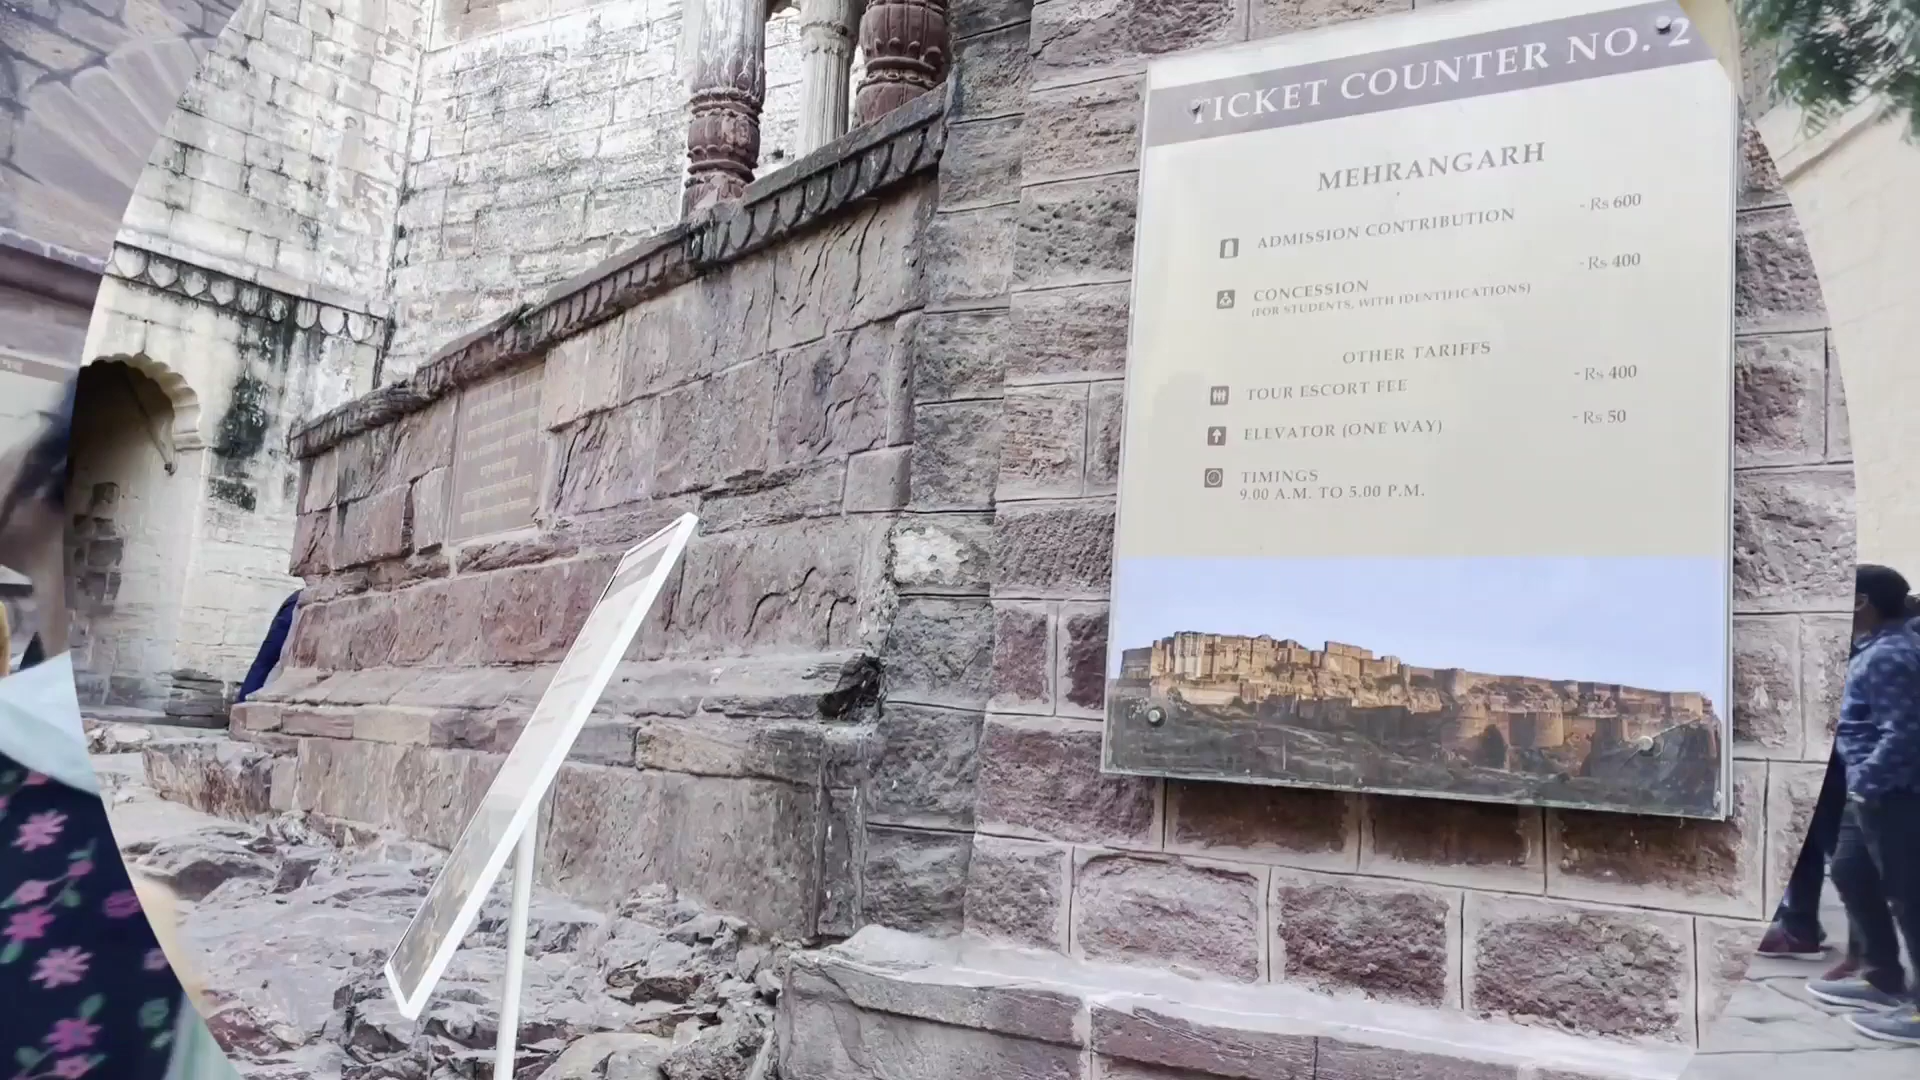 TICKET COUNTER NO. 2
MEHRANGARH
ADMISSION CONTRIBUTION - Rs 600
CONCESSION - Rs 400
(FOR STUDENTS, WITH IDENTIFICATIONS)
OTHER TARIFFS
TOUR ESCORT FEE - Rs 400
ELEVATOR (ONE WAY) - Rs 50
TIMINGS
9.00 A.M. TO 5.00 P.M.